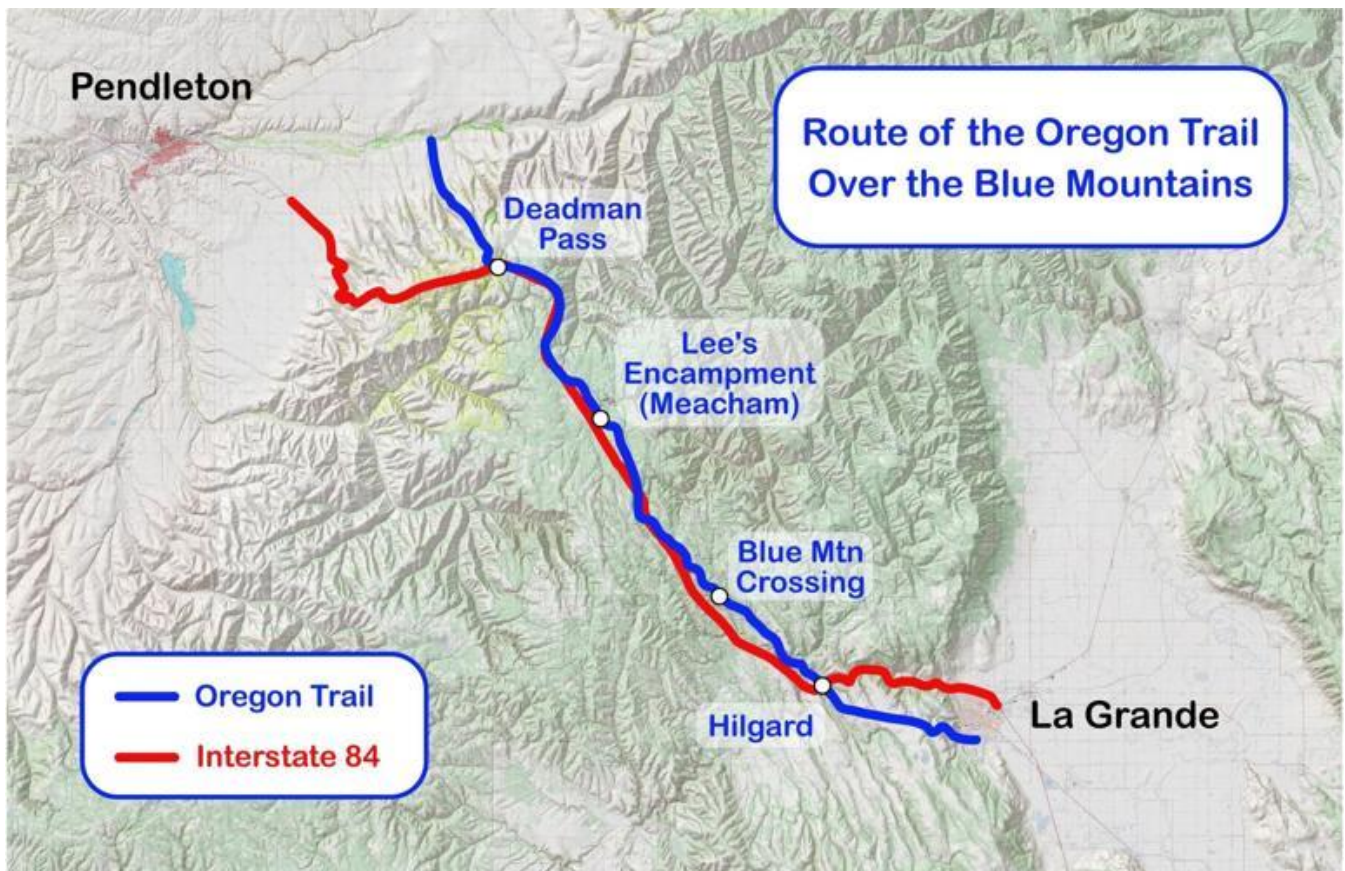 Pendleton
Route of the Oregon Trail
Over the Blue Mountains
Deadman
Pass
Lee's
Encampment
(Meacham)
Blue Mtn
Crossing
Oregon Trail
Interstate 84
Hilgard
La Grande